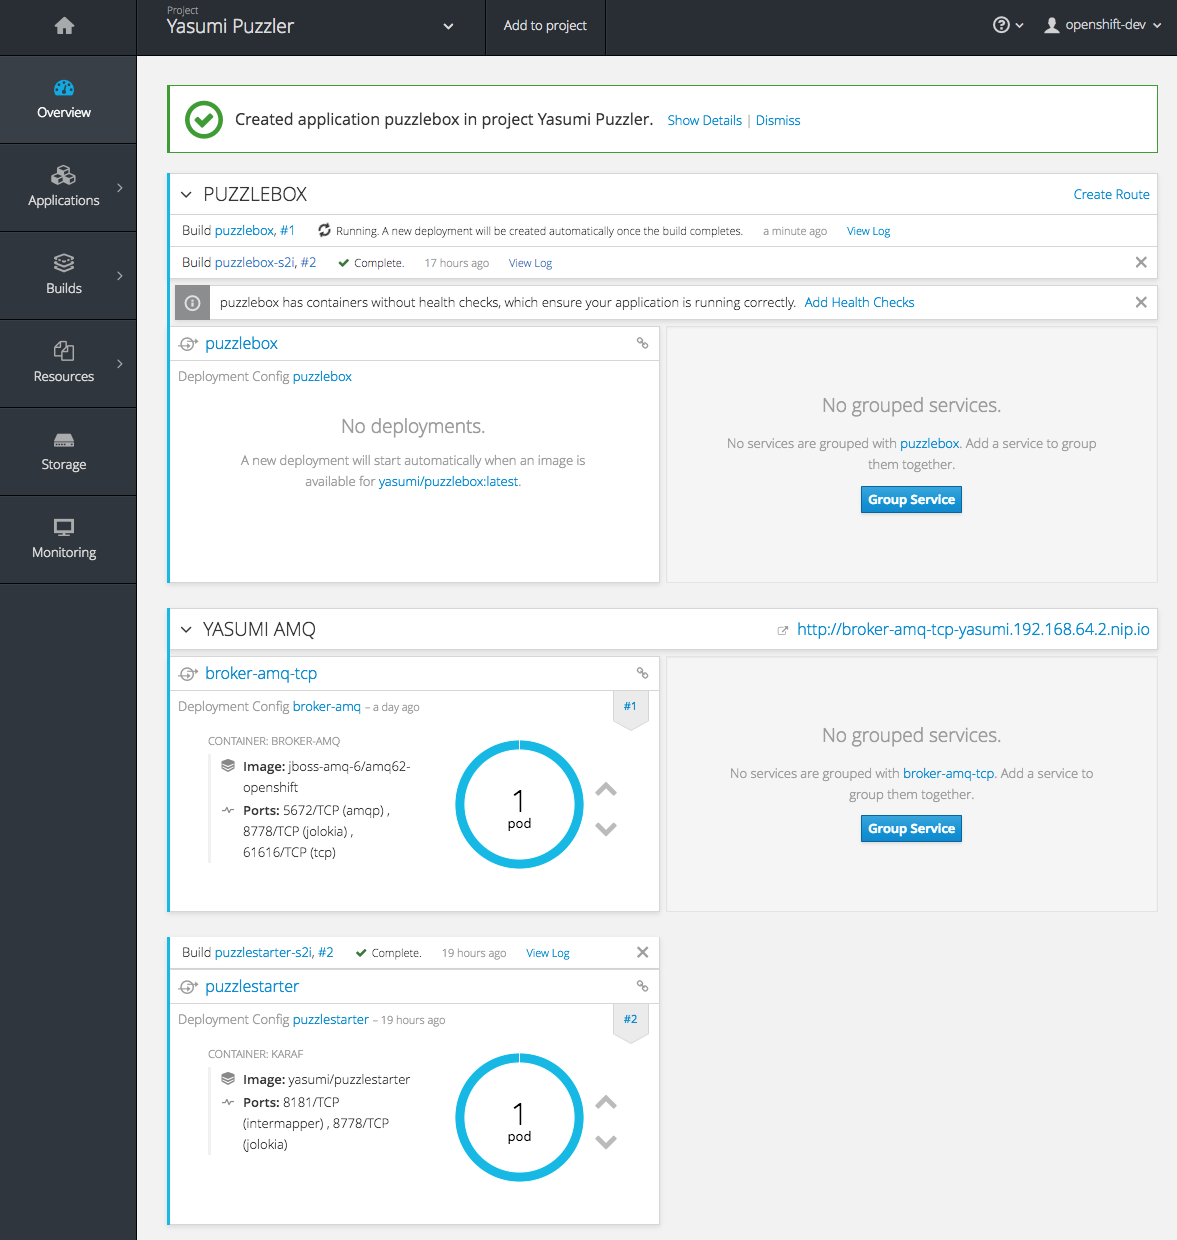 Project
Yasumi Puzzler
Add to project
openshift-dev
Overview
Applications
Builds
Resources
Storage
Monitoring
Created application puzzlebox in project Yasumi Puzzler. Show Details | Dismiss
PUZZLEBOX
Create Route
Build puzzlebox, #1 Running. A new deployment will be created automatically once the build completes. a minute ago View Log
Build puzzlebox-s2i, #2 Complete. 17 hours ago View Log
puzzlebox has containers without health checks, which ensure your application is running correctly. Add Health Checks
puzzlebox
Deployment Config puzzlebox
No deployments.
A new deployment will start automatically when an image is
available for yasumi/puzzlebox:latest.
No grouped services.
No services are grouped with puzzlebox. Add a service to group
them together.
Group Service
YASUMI AMQ
http://broker-amq-tcp-yasumi.192.168.64.2.nip.io
broker-amq-tcp
Deployment Config broker-amq – a day ago
#1
CONTAINER: BROKER-AMQ
Image: jboss-amq-6/amq62-
openshift
Ports: 5672/TCP (amqp) ,
8778/TCP (jolokia) ,
61616/TCP (tcp)
1
pod
No grouped services.
No services are grouped with broker-amq-tcp. Add a service to
group them together.
Group Service
Build puzzlestarter-s2i, #2 Complete. 19 hours ago View Log
puzzlestarter
Deployment Config puzzlestarter – 19 hours ago
#2
CONTAINER: KARAF
Image: yasumi/puzzlestarter
Ports: 8181/TCP
(intermapper) , 8778/TCP
(jolokia)
1
pod